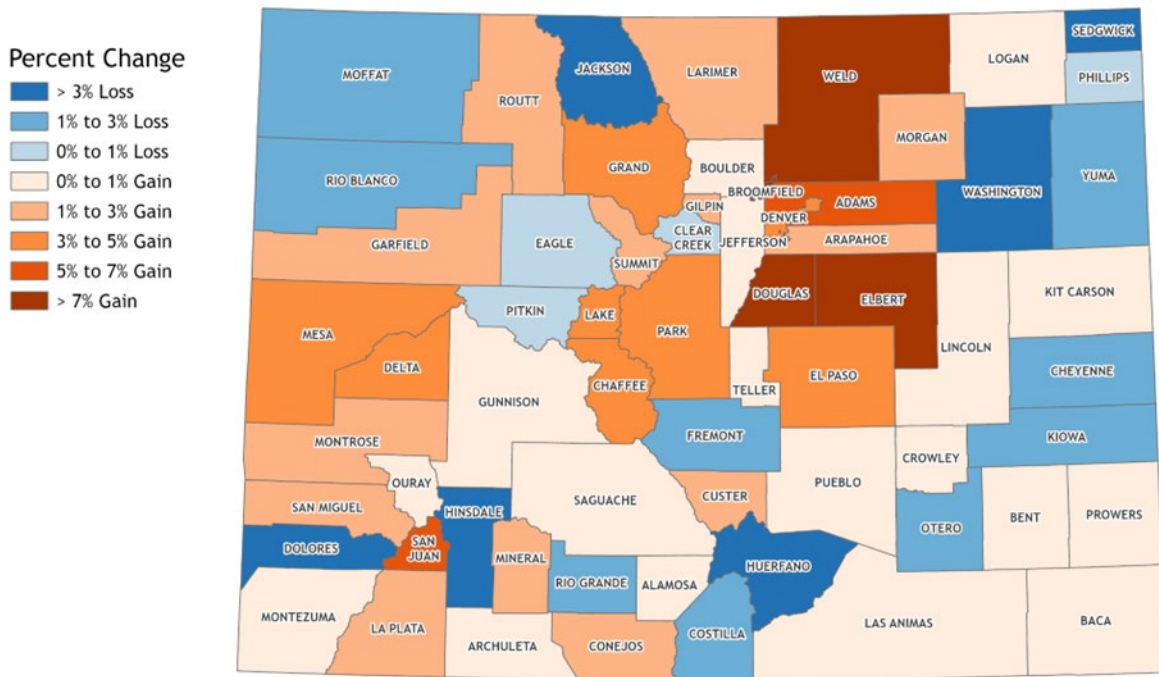 Percent Change
> 3% Loss
1% to 3% Loss
0% to 1% Loss
0% to 1% Gain
1% to 3% Gain
3% to 5% Gain
5% to 7% Gain
> 7% Gain
MOFFAT
ROUTT
JACKSON
LARIMER
WELD
LOGAN
SEDGWICK
PHILLIPS
MORGAN
RIO BLANCO
GRAND
BOULDER
BROOMFIELD
WASHINGTON
YUMA
GILPIN
ADAMS
DENVER
GARFIELD
EAGLE
SUMMIT
CLEAR
CREEK
JEFFERSON
ARAPAHOE
PITKIN
LAKE
PARK
DOUGLAS
ELBERT
KIT CARSON
MESA
DELTA
LINCOLN
GUNNISON
CHAFFEE
TELLER
EL PASO
CHEYENNE
MONTROSE
FREMONT
KIOWA
CROWLEY
OURAY
SAGUACHE
CUSTER
PUEBLO
SAN MIGUEL
HINSDALE
OTERO
BENT
PROWERS
DOLORES
SAN
JUAN
MINERAL
RIO GRANDE
ALAMOSA
HUERFANO
MONTEZUMA
LA PLATA
ARCHULETA
CONEJOS
COSTILLA
LAS ANIMAS
BACA